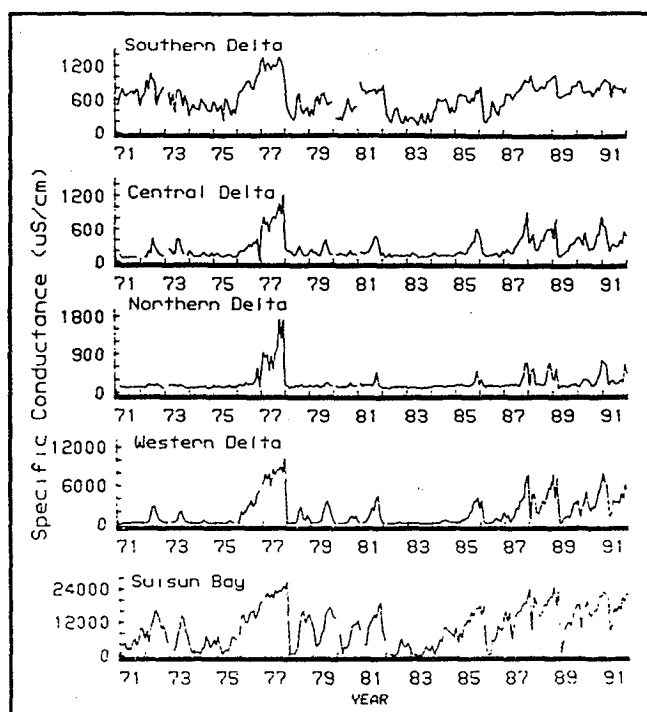 Southern Delta
1200
600
0
71 73 75 77 79 81 83 85 87 89 91
Central Delta
1200
600
0
71 73 75 77 79 81 83 85 87 89 91
Northern Delta
1800
900
0
71 73 75 77 79 81 83 85 87 89 91
Western Delta
12000
6000
0
71 73 75 77 79 81 83 85 87 89 91
Suisun Bay
24000
12000
0
71 73 75 77 79 81 83 85 87 89 91
YEAR
Specific Conductance (uS/cm)